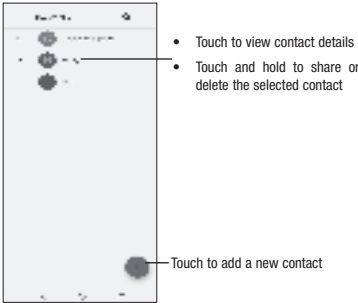 • Touch to view contact details
• Touch and hold to share or
delete the selected contact
Touch to add a new contact